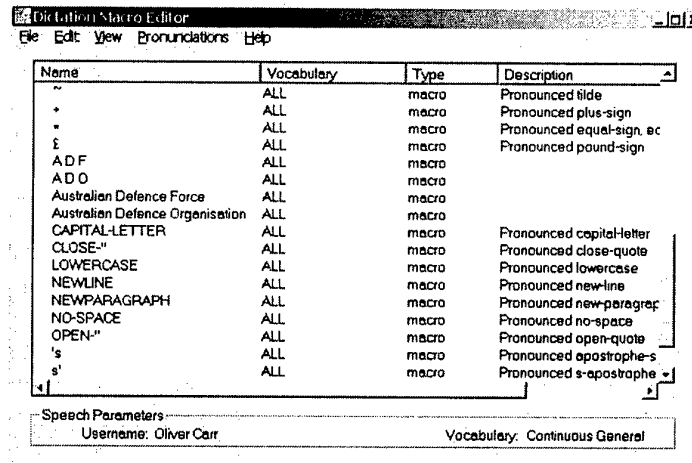 Dictation Macro Editor
File Edit View Pronunciations Help
Name Vocabulary Type Description
~ ALL macro Pronounced tilde
+ ALL macro Pronounced plus-sign
= ALL macro Pronounced equal-sign, ec
£ ALL macro Pronounced pound-sign
A D F ALL macro
A D O ALL macro
Australian Defence Force ALL macro
Australian Defence Organisation ALL macro
CAPITAL-LETTER ALL macro Pronounced capital-letter
CLOSE-" ALL macro Pronounced close-quote
LOWERCASE ALL macro Pronounced lowercase
NEWLINE ALL macro Pronounced new-line
NEWPARAGRAPH ALL macro Pronounced new-paragrap
NO-SPACE ALL macro Pronounced no-space
OPEN-" ALL macro Pronounced open-quote
's ALL macro Pronounced apostrophe-s
s' ALL macro Pronounced s-apostrophe
Speech Parameters
Username: Oliver Carr Vocabulary: Continuous General